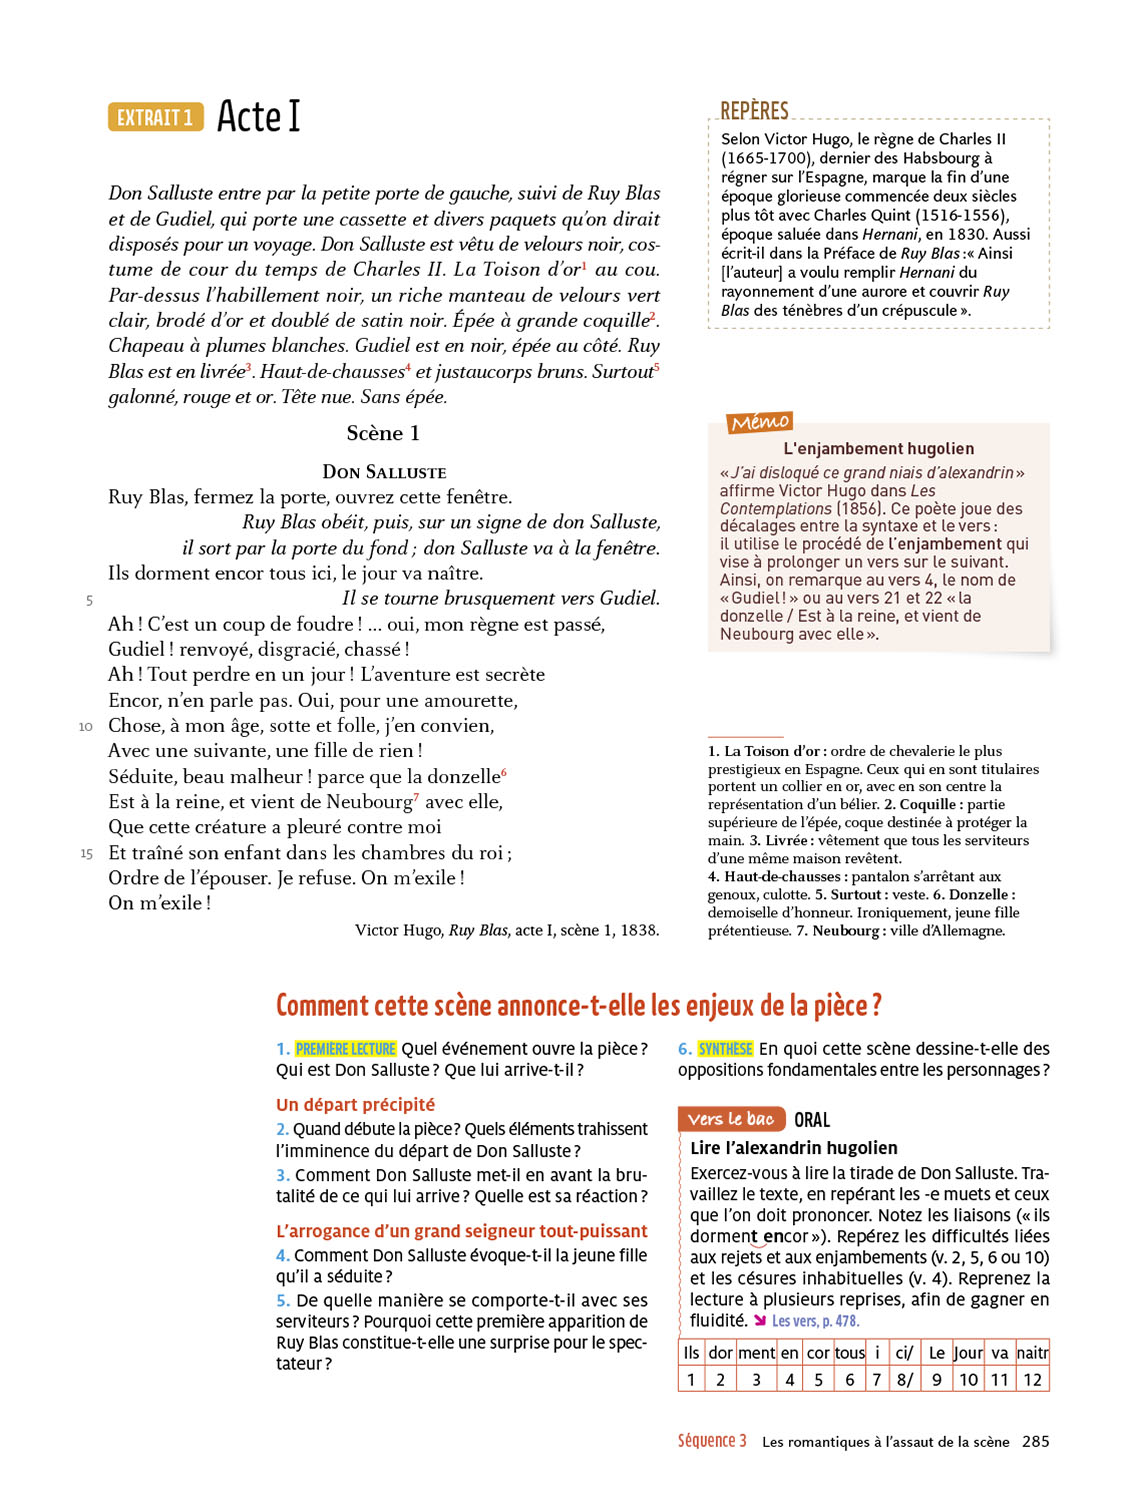 EXTRAIT 1 Acte I
Don Salluste entre par la petite porte de gauche, suivi de Ruy Blas
et de Gudiel, qui porte une cassette et divers paquets qu'on dirait
disposés pour un voyage. Don Salluste est vêtu de velours noir, cos-
tume de cour du temps de Charles II. La Toison d'or1 au cou.
Par-dessus l'habillement noir, un riche manteau de velours vert
clair, brodé d'or et doublé de satin noir. Épée à grande coquille2.
Chapeau à plumes blanches. Gudiel est en noir, épée au côté. Ruy
Blas est en livrée3. Haut-de-chausses4 et justaucorps bruns. Surtout5
galonné, rouge et or. Tête nue. Sans épée.
Scène 1
DON SALLUSTE
Ruy Blas, fermez la porte, ouvrez cette fenêtre.
Ruy Blas obéit, puis, sur un signe de don Salluste,
il sort par la porte du fond ; don Salluste va à la fenêtre.
Ils dorment encor tous ici, le jour va naître.
5 Il se tourne brusquement vers Gudiel.
Ah ! C'est un coup de foudre ! ... oui, mon règne est passé,
Gudiel ! renvoyé, disgracié, chassé !
Ah ! Tout perdre en un jour ! L'aventure est secrète
Encor, n'en parle pas. Oui, pour une amourette,
10 Chose, à mon âge, sotte et folle, j'en convien,
Avec une suivante, une fille de rien !
Séduite, beau malheur ! parce que la donzelle6
Est à la reine, et vient de Neubourg7 avec elle,
Que cette créature a pleuré contre moi
15 Et traîné son enfant dans les chambres du roi ;
Ordre de l'épouser. Je refuse. On m'exile !
On m'exile !
Victor Hugo, Ruy Blas, acte I, scène 1, 1838.
REPÈRES
Selon Victor Hugo, le règne de Charles II
(1665-1700), dernier des Habsbourg à
régner sur l'Espagne, marque la fin d'une
époque glorieuse commencée deux siècles
plus tôt avec Charles Quint (1516-1556),
époque saluée dans Hernani, en 1830. Aussi
écrit-il dans la Préface de Ruy Blas :« Ainsi
[l'auteur] a voulu remplir Hernani du
rayonnement d'une aurore et couvrir Ruy
Blas des ténèbres d'un crépuscule ».
Mémo
L'enjambement hugolien
« J'ai disloqué ce grand niais d'alexandrin »
affirme Victor Hugo dans Les
Contemplations (1856). Ce poète joue des
décalages entre la syntaxe et le vers :
il utilise le procédé de l'enjambement qui
vise à prolonger un vers sur le suivant.
Ainsi, on remarque au vers 4, le nom de
« Gudiel ! » ou au vers 21 et 22 « la
donzelle / Est à la reine, et vient de
Neubourg avec elle ».
1. La Toison d'or : ordre de chevalerie le plus
prestigieux en Espagne. Ceux qui en sont titulaires
portent un collier en or, avec en son centre la
représentation d'un bélier. 2. Coquille : partie
supérieure de l'épée, coque destinée à protéger la
main. 3. Livrée : vêtement que tous les serviteurs
d'une même maison revêtent.
4. Haut-de-chausses : pantalon s'arrêtant aux
genoux, culotte. 5. Surtout : veste. 6. Donzelle :
demoiselle d'honneur. Ironiquement, jeune fille
prétentieuse. 7. Neubourg : ville d'Allemagne.
Comment cette scène annonce-t-elle les enjeux de la pièce ?
1. PREMIÈRE LECTURE Quel événement ouvre la pièce ?
Qui est Don Salluste ? Que lui arrive-t-il ?
Un départ précipité
2. Quand débute la pièce ? Quels éléments trahissent
l'imminence du départ de Don Salluste ?
3. Comment Don Salluste met-il en avant la bru-
talité de ce qui lui arrive ? Quelle est sa réaction ?
L'arrogance d'un grand seigneur tout-puissant
4. Comment Don Salluste évoque-t-il la jeune fille
qu'il a séduite ?
5. De quelle manière se comporte-t-il avec ses
serviteurs ? Pourquoi cette première apparition de
Ruy Blas constitue-t-elle une surprise pour le spec-
tateur ?
6. SYNTHÈSE En quoi cette scène dessine-t-elle des
oppositions fondamentales entre les personnages ?
Vers le bac ORAL
Lire l'alexandrin hugolien
Exercez-vous à lire la tirade de Don Salluste. Tra-
vaillez le texte, en repérant les -e muets et ceux
que l'on doit prononcer. Notez les liaisons (« ils
dorment encor »). Repérez les difficultés liées
aux rejets et aux enjambements (v. 2, 5, 6 ou 10)
et les césures inhabituelles (v. 4). Reprenez la
lecture à plusieurs reprises, afin de gagner en
fluidité. Les vers, p. 478.
Ils dor ment en cor tous i ci/ Le Jour va naitr
1 2 3 4 5 6 7 8/ 9 10 11 12
Séquence 3 Les romantiques à l'assaut de la scène 285